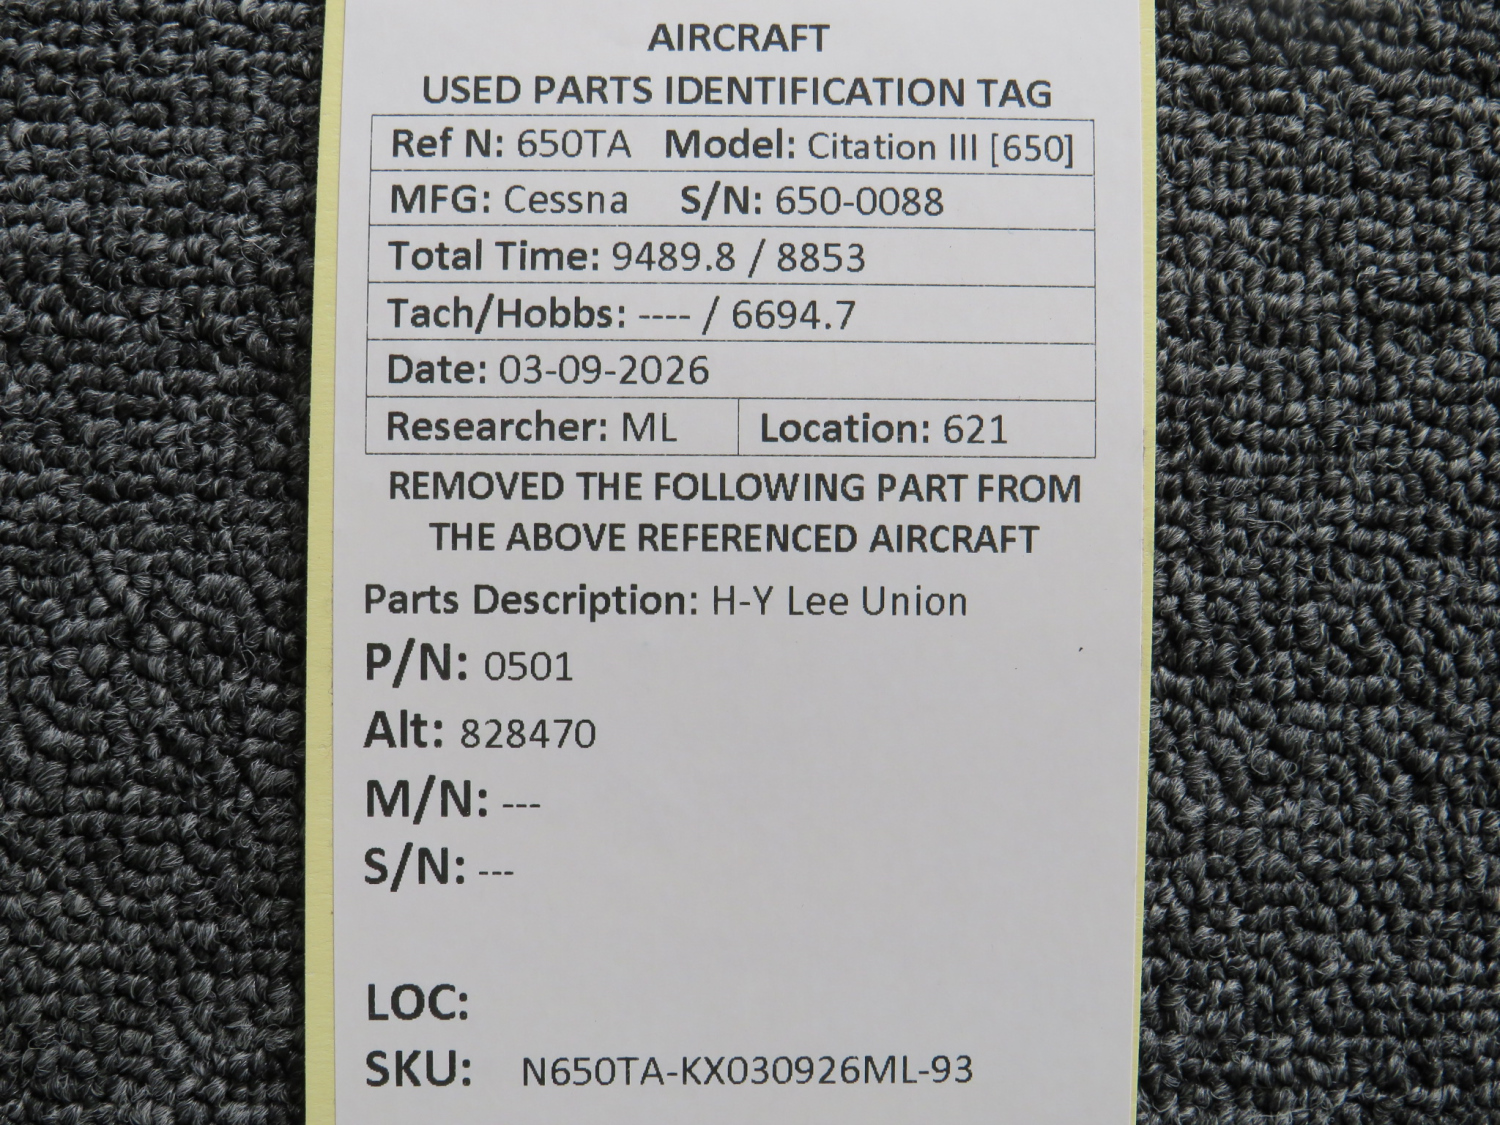 AIRCRAFT
USED PARTS IDENTIFICATION TAG
Ref N: 650TA Model: Citation III [650]
MFG: Cessna S/N: 650-0088
Total Time: 9489.8 / 8853
Tach/Hobbs: ---- / 6694.7
Date: 03-09-2026
Researcher: ML Location: 621
REMOVED THE FOLLOWING PART FROM
THE ABOVE REFERENCED AIRCRAFT
Parts Description: H-Y Lee Union
P/N: 0501
Alt: 828470
M/N: ---
S/N: ---
LOC:
SKU: N650TA-KX030926ML-93